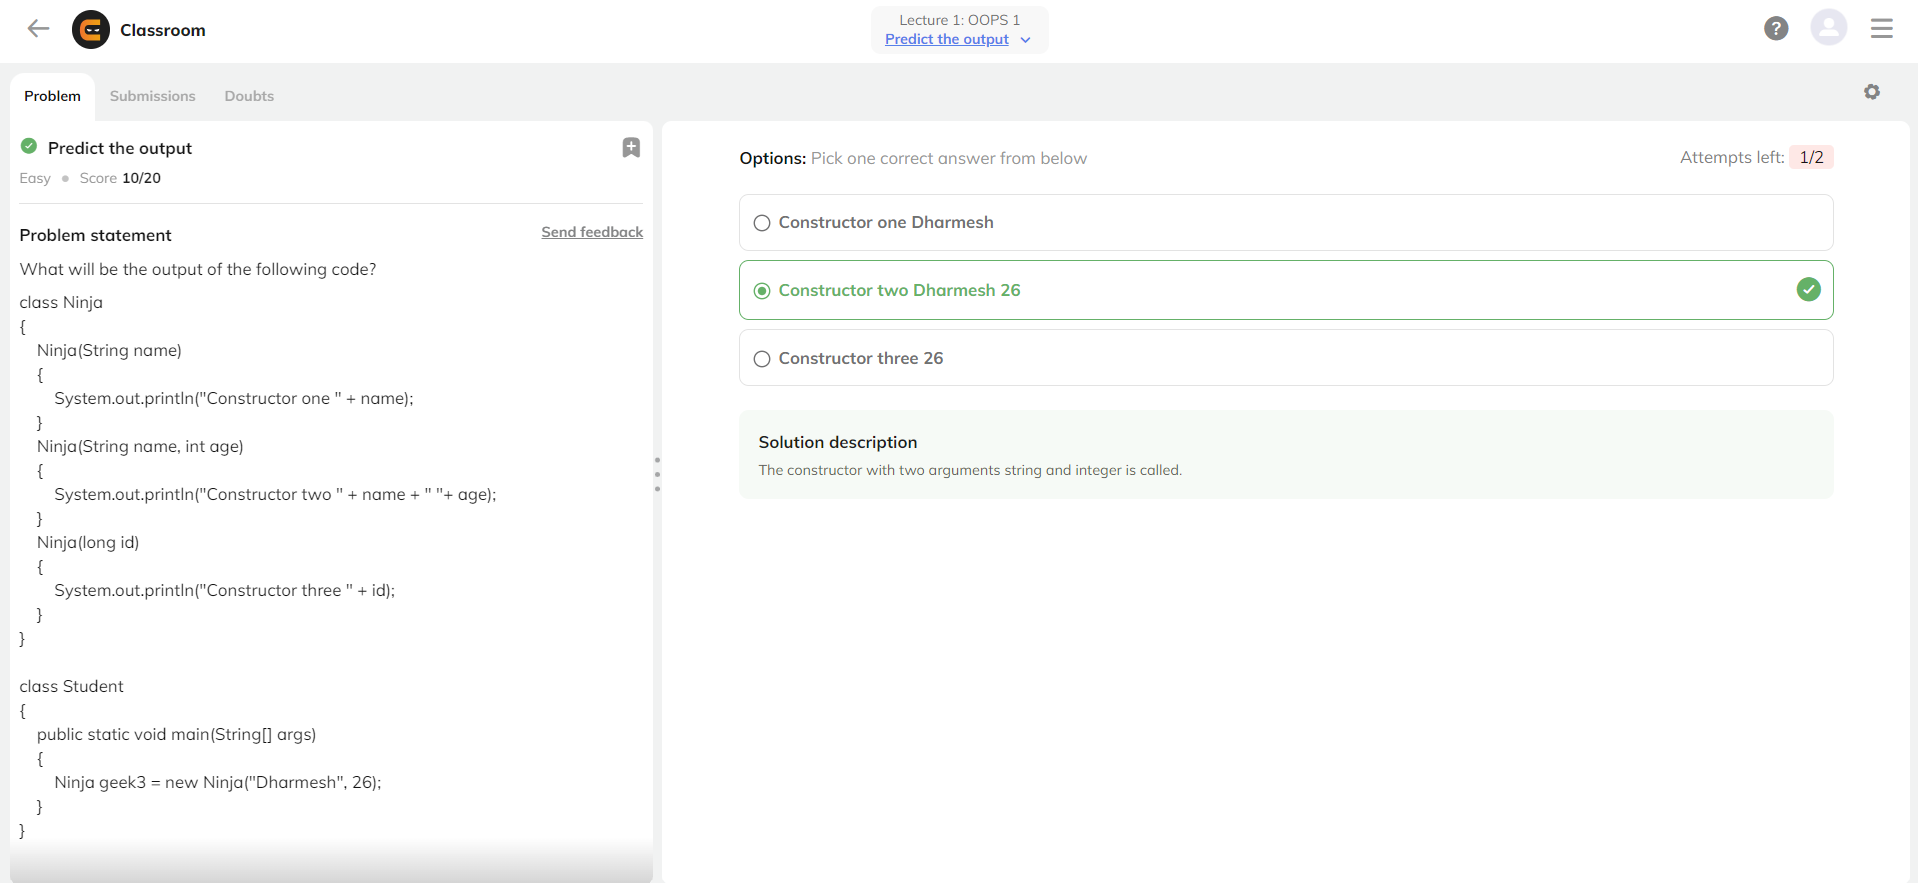 Classroom
Lecture 1: OOPS 1
Predict the output
?
Problem
Submissions
Doubts
Predict the output
Easy
Score 10/20
Problem statement
Send feedback
What will be the output of the following code?
class Ninja
{
Ninja(String name)
{
System.out.println("Constructor one " + name);
}
Ninja(String name, int age)
{
System.out.println("Constructor two " + name + " "+ age);
}
Ninja(long id)
{
System.out.println("Constructor three " + id);
}
}
class Student
{
public static void main(String[] args)
{
Ninja geek3 = new Ninja("Dharmesh", 26);
}
}
Options: Pick one correct answer from below
Attempts left: 1/2
Constructor one Dharmesh
Constructor two Dharmesh 26
Constructor three 26
Solution description
The constructor with two arguments string and integer is called.